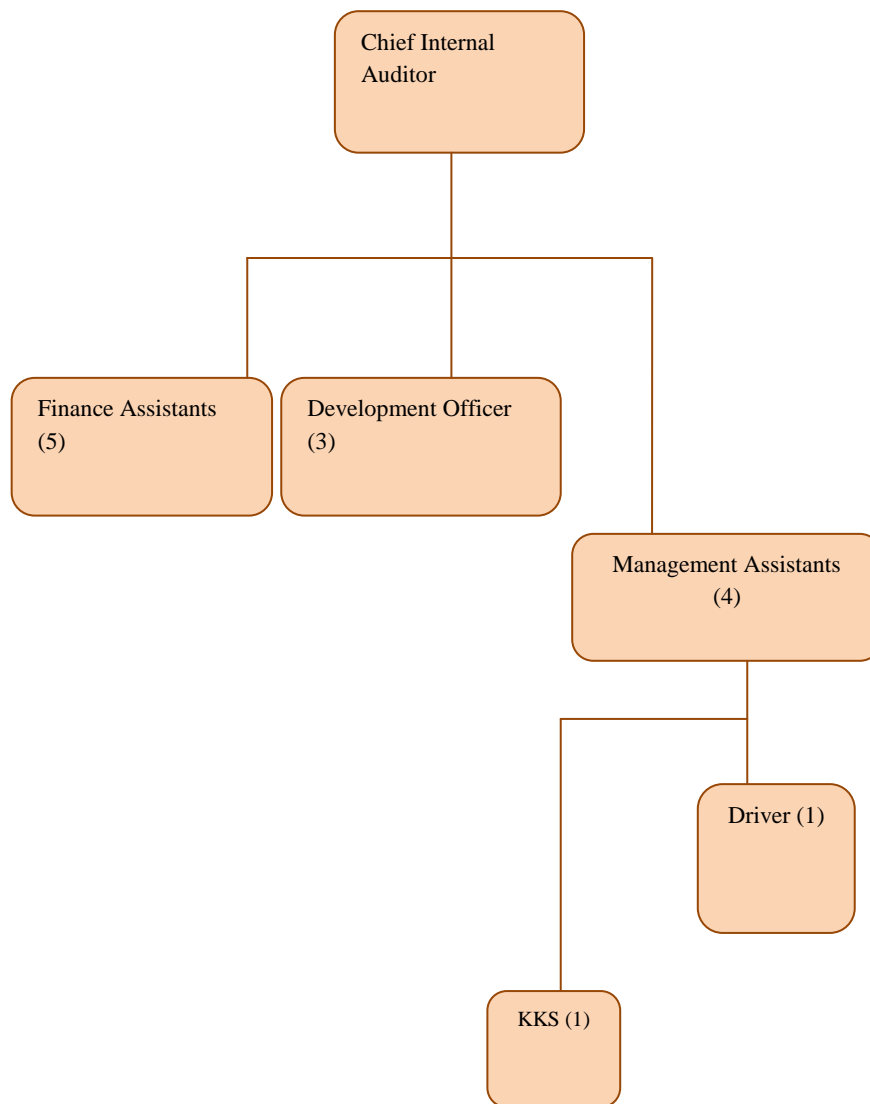 Chief Internal
Auditor
Finance Assistants
(5)
Development Officer
(3)
Management Assistants
(4)
Driver (1)
KKS (1)